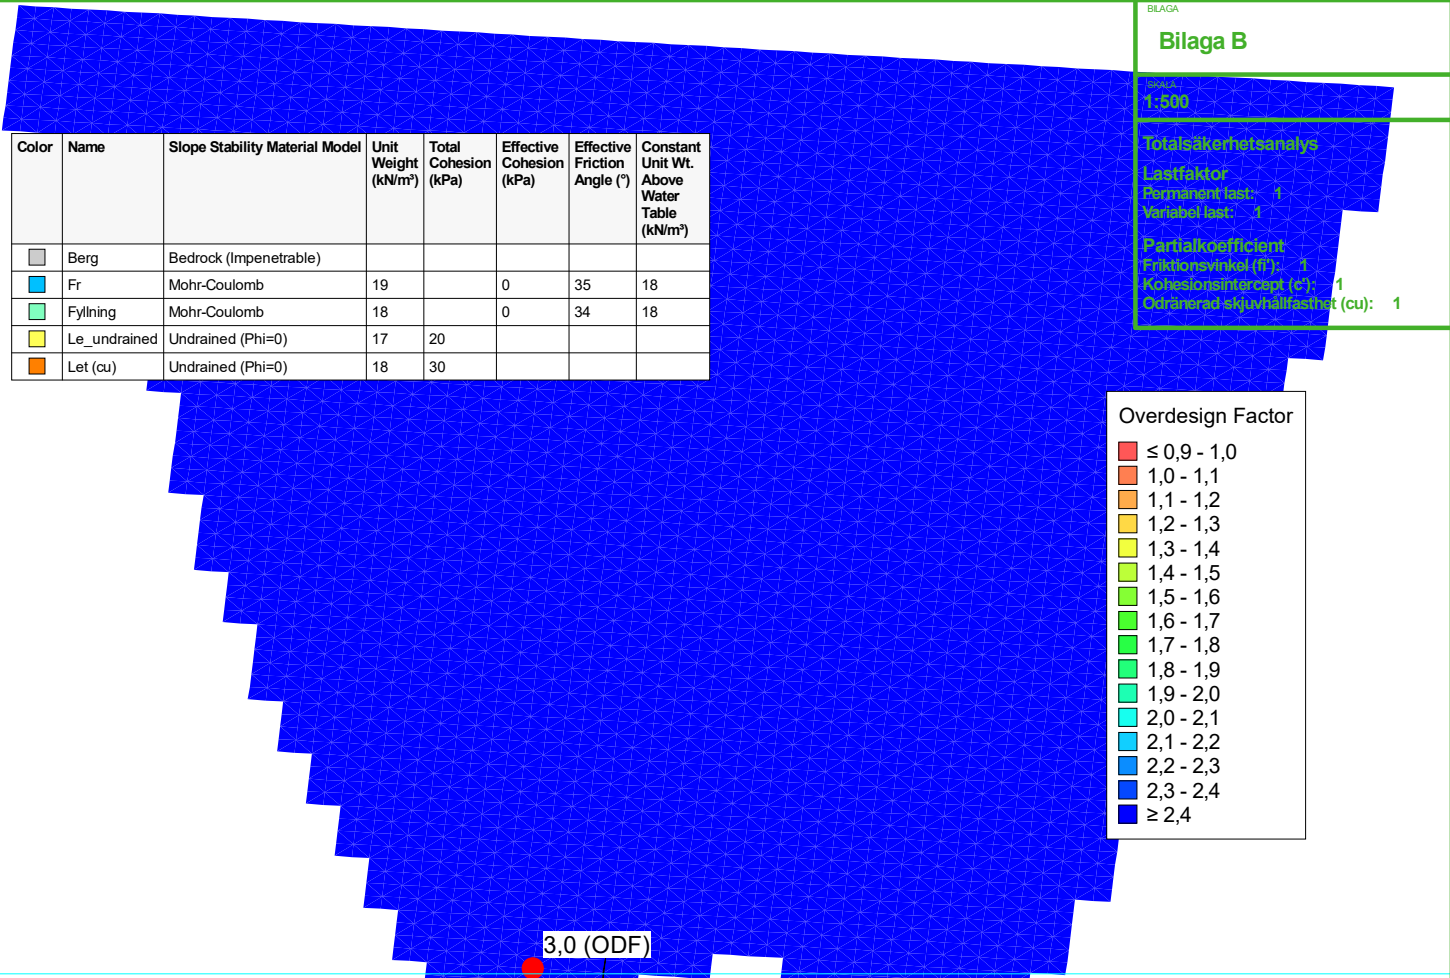 BILAGA
Bilaga B
SKALA
1:500
Totalsäkerhetsanalys
Lastfaktor
Permanent last: 1
Variabel last: 1
Partialkoefficient
Friktionsvinkel (fi'): 1
Kohesionsintercept (c'): 1
Odränerad skjuvhållfasthet (cu): 1
Color Name Slope Stability Material Model Unit Weight (kN/m³) Total Cohesion (kPa) Effective Cohesion (kPa) Effective Friction Angle (°) Constant Unit Wt. Above Water Table (kN/m³)
Berg Bedrock (Impenetrable)
Fr Mohr-Coulomb 19 0 35 18
Fyllning Mohr-Coulomb 18 0 34 18
Le_undrained Undrained (Phi=0) 17 20
Let (cu) Undrained (Phi=0) 18 30
Overdesign Factor
≤ 0,9 - 1,0
1,0 - 1,1
1,1 - 1,2
1,2 - 1,3
1,3 - 1,4
1,4 - 1,5
1,5 - 1,6
1,6 - 1,7
1,7 - 1,8
1,8 - 1,9
1,9 - 2,0
2,0 - 2,1
2,1 - 2,2
2,2 - 2,3
2,3 - 2,4
≥ 2,4
3,0 (ODF)